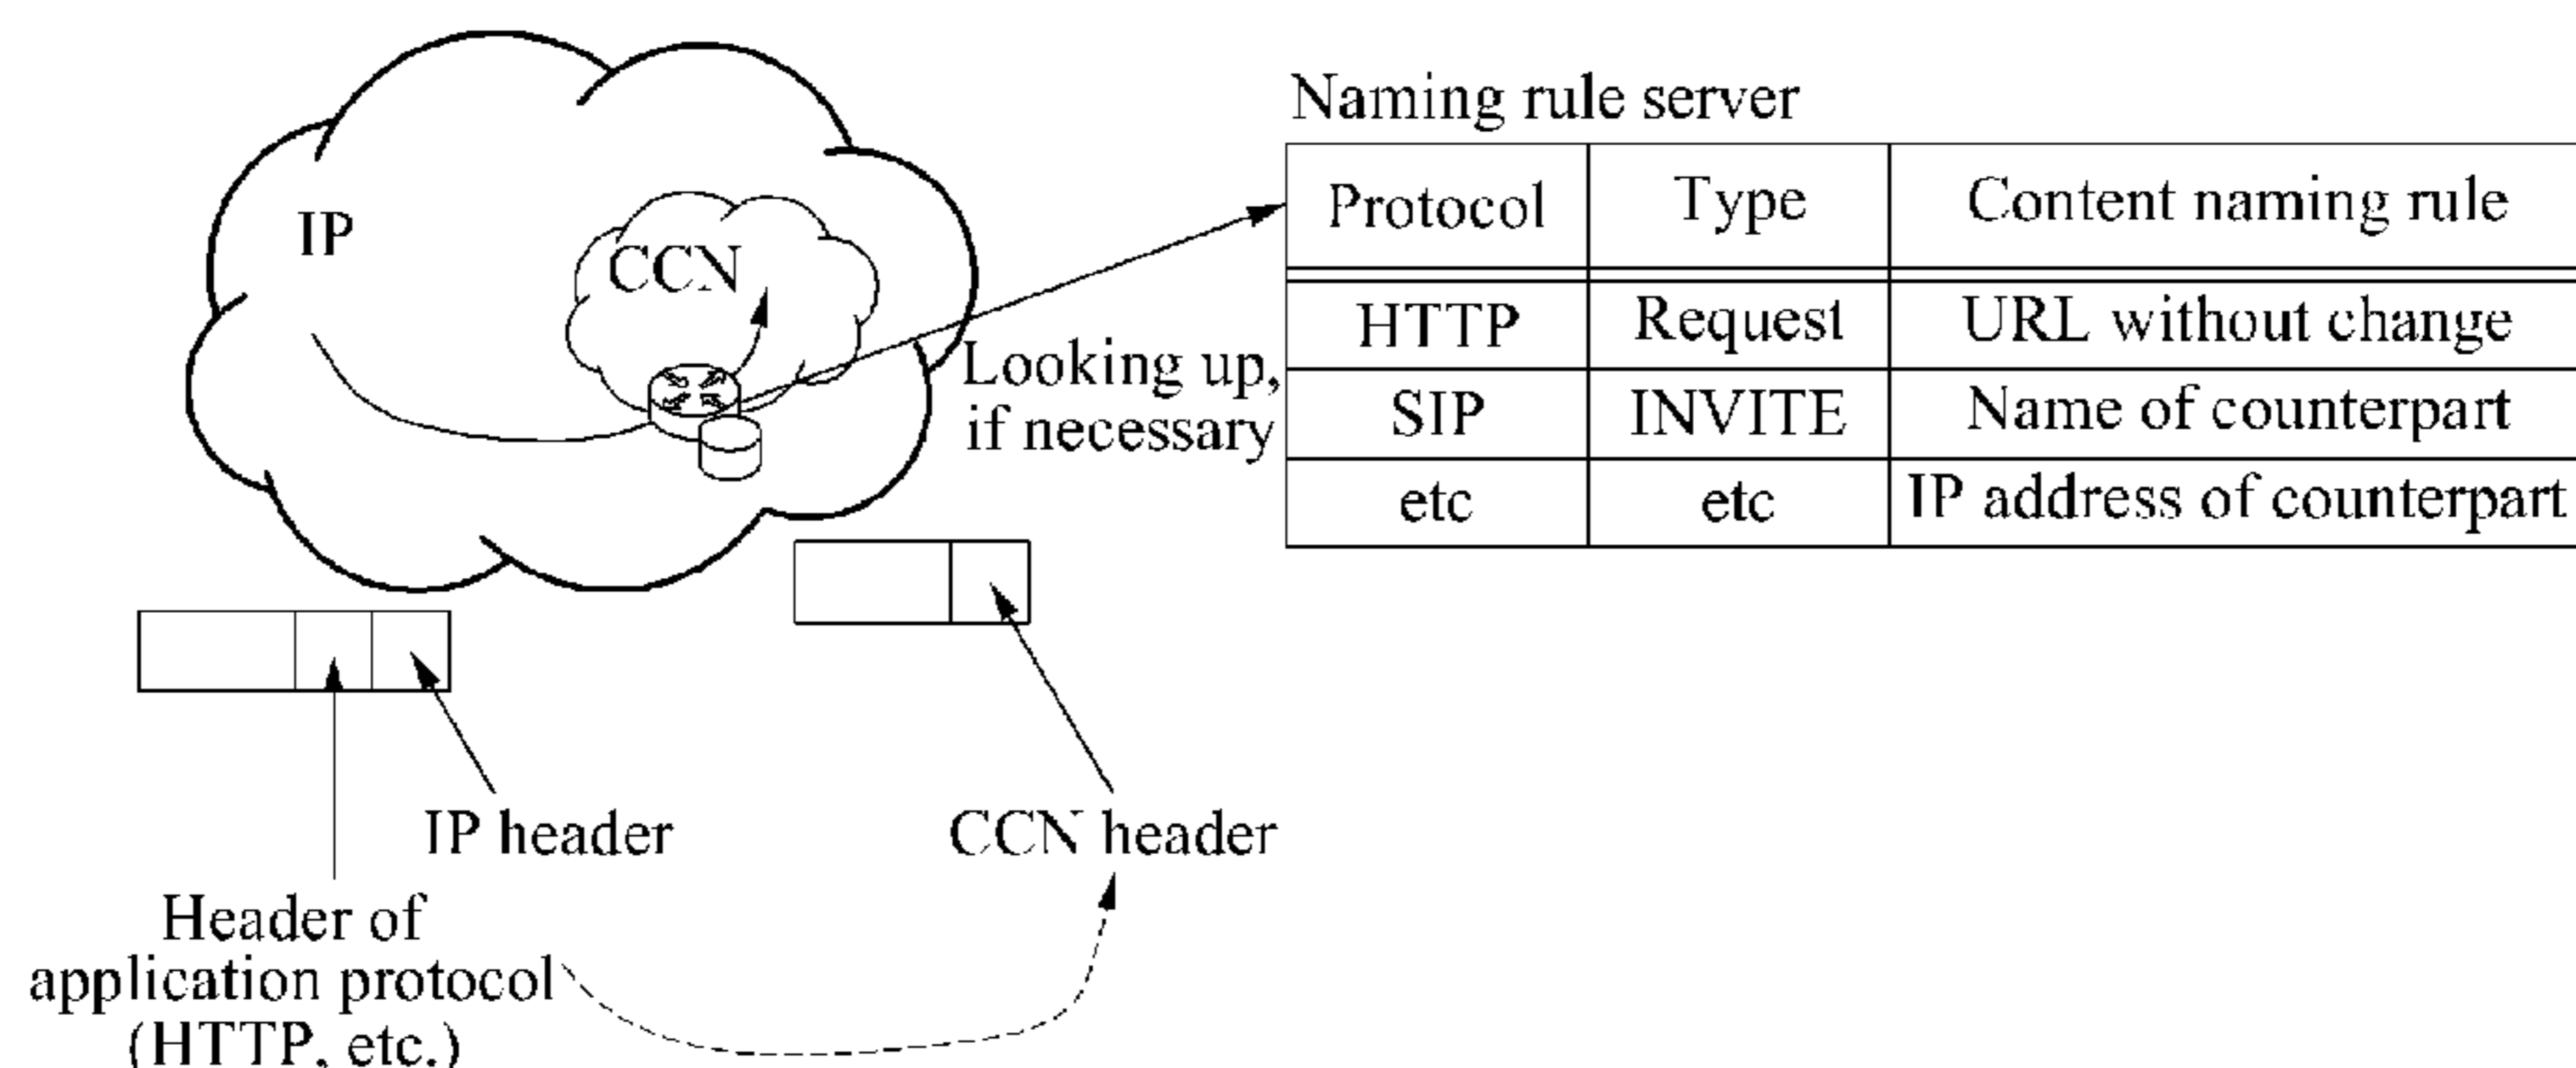 Naming rule server
Protocol Type Content naming rule
HTTP Request URL without change
SIP INVITE Name of counterpart
etc etc IP address of counterpart
IP
CCN
Looking up,
if necessary
IP header
CCN header
Header of
application protocol
(HTTP, etc.)